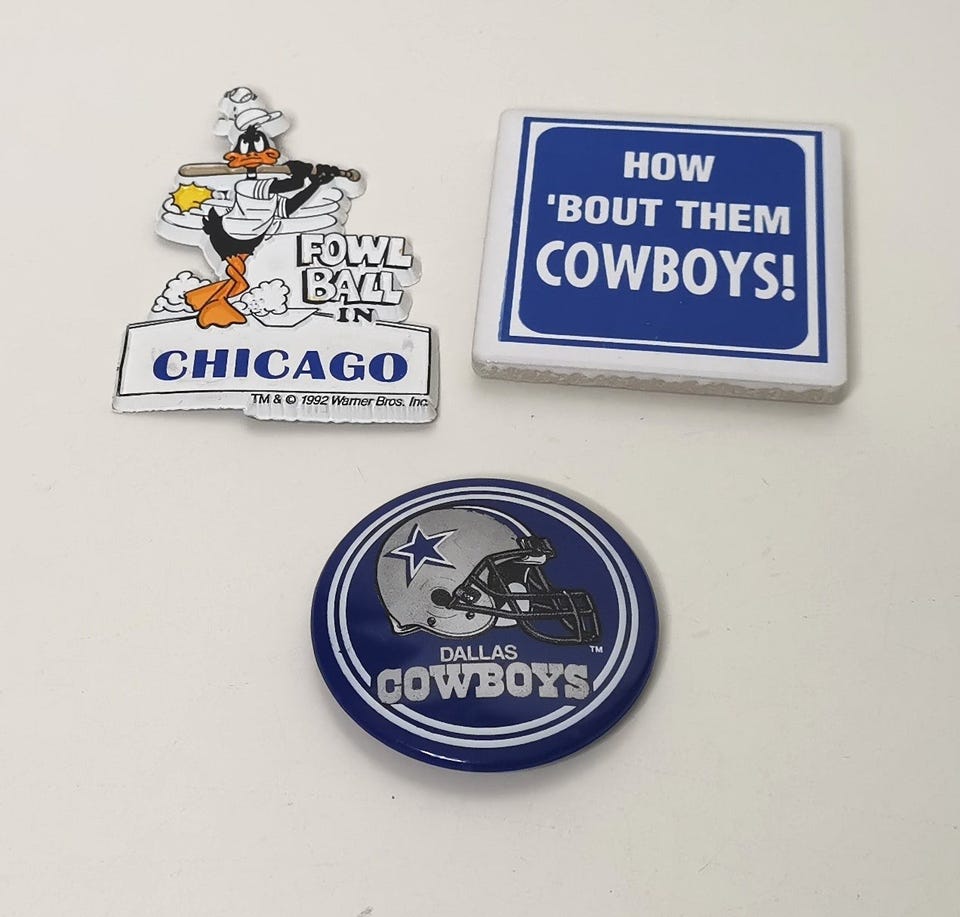 FOWL
BALL
IN
CHICAGO
TM & © 1992 Warner Bros. Inc.
HOW
'BOUT THEM
COWBOYS!
TM
DALLAS
COWBOYS